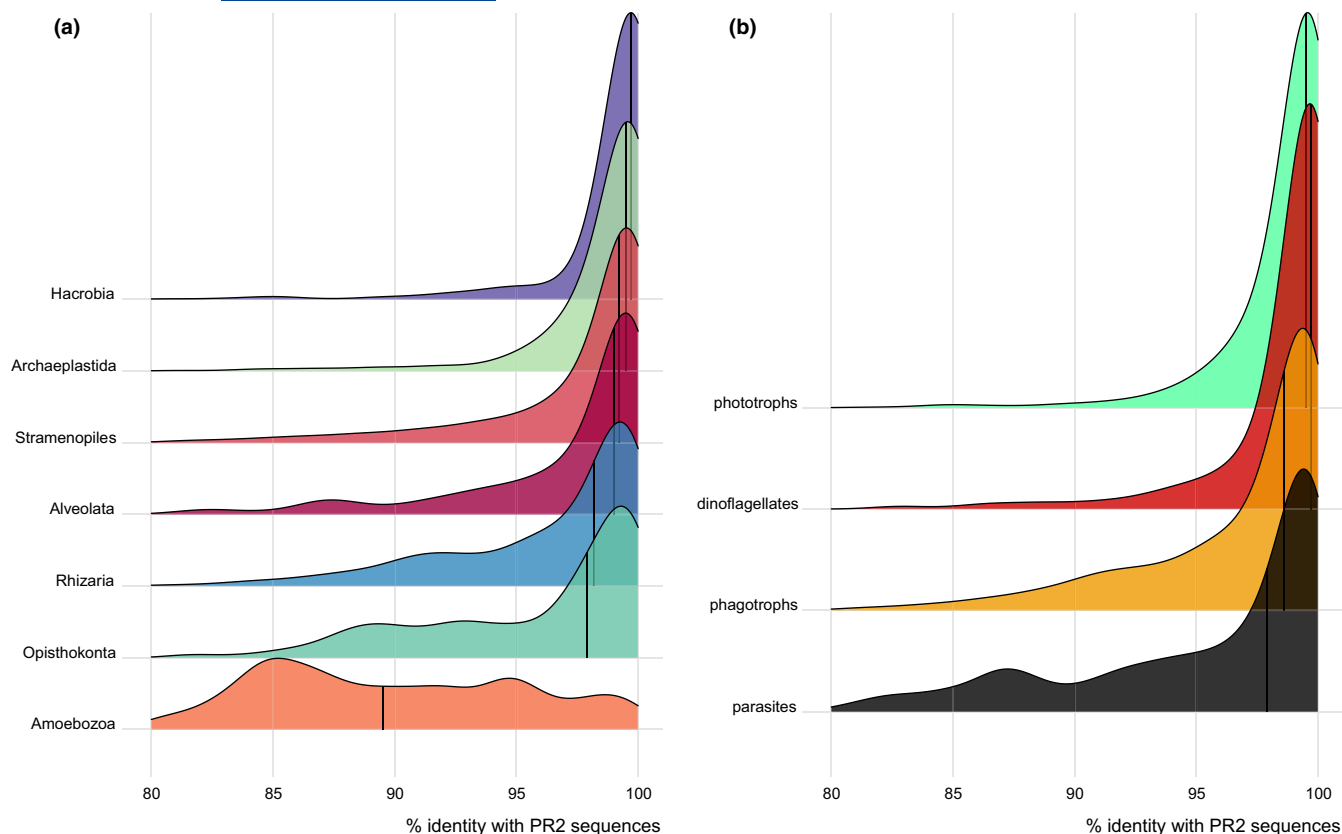 (a)
Hacrobia
Archaeplastida
Stramenopiles
Alveolata
Rhizaria
Opisthokonta
Amoebozoa
80 85 90 95 100
% identity with PR2 sequences
(b)
phototrophs
dinoflagellates
phagotrophs
parasites
80 85 90 95 100
% identity with PR2 sequences